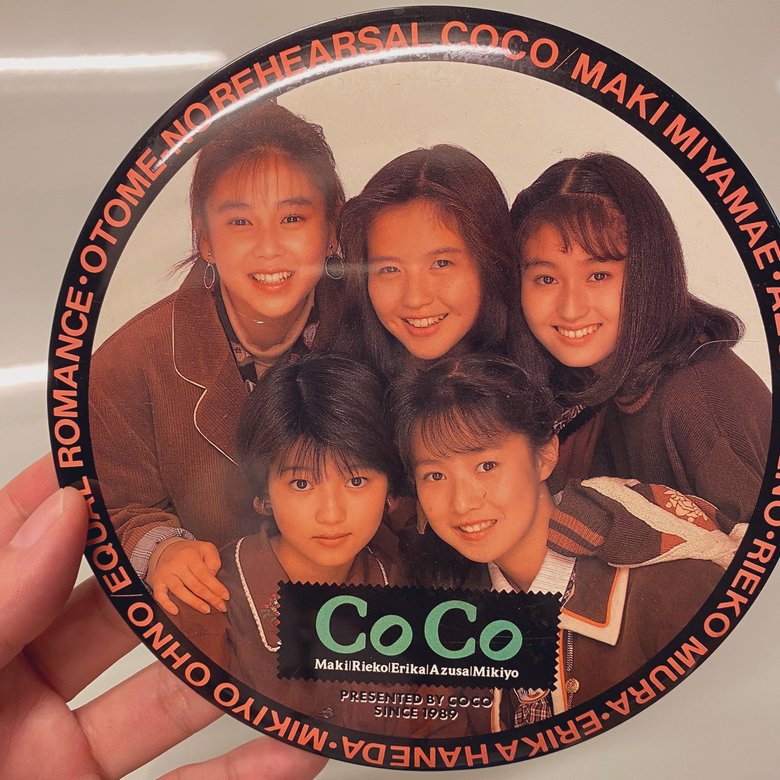 EQUAL ROMANCE·OTOME-NO REHEARSAL COCO/MAKI MIYAMAE
RIEKO MIURA·ERIKA HANEDA·MIKIYO OHNO/
CoCo
Maki|Rieko|Erika|Azusa|Mikiyo
PRESENTED BY COCO
SINCE 1989